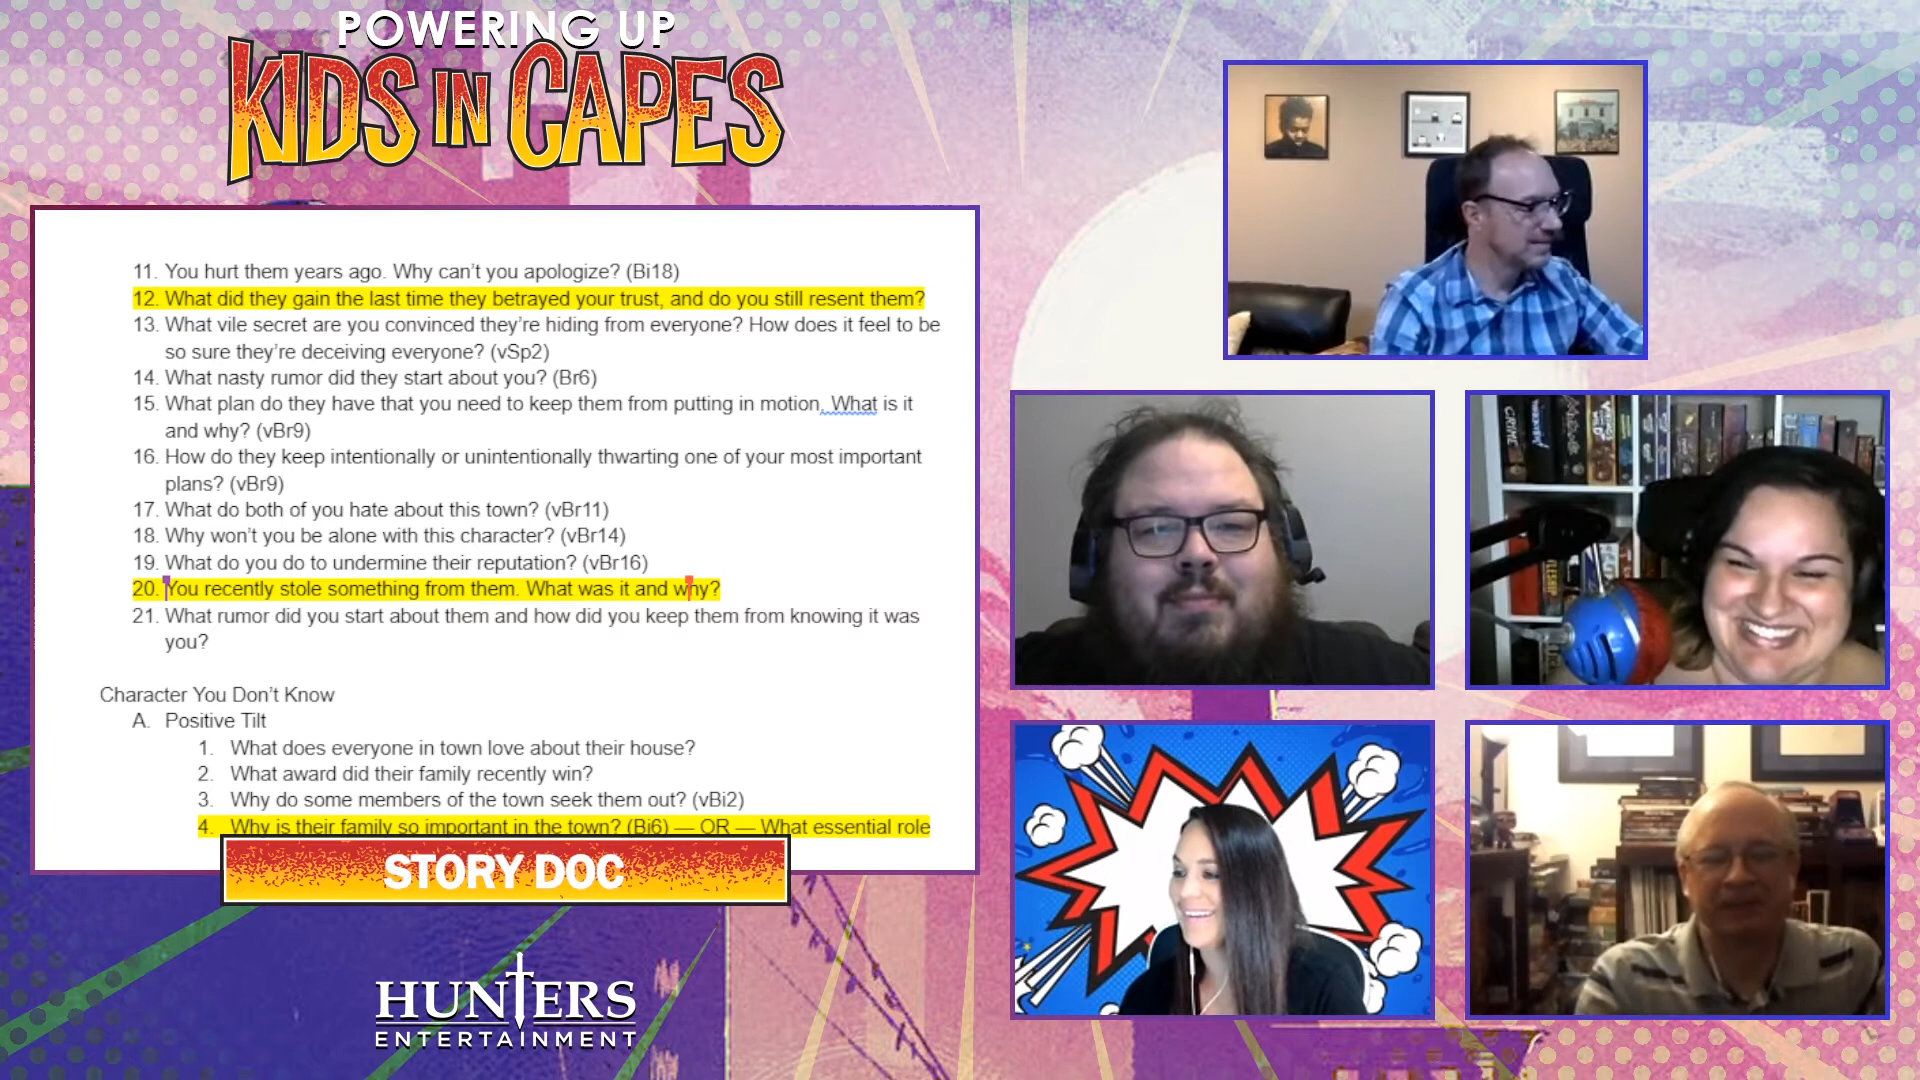 POWERING UP
KIDS IN CAPES
11. You hurt them years ago. Why can’t you apologize? (Bi18)
12. What did they gain the last time they betrayed your trust, and do you still resent them?
13. What vile secret are you convinced they’re hiding from everyone? How does it feel to be
so sure they’re deceiving everyone? (vSp2)
14. What nasty rumor did they start about you? (Br6)
15. What plan do they have that you need to keep them from putting in motion. What is it
and why? (vBr9)
16. How do they keep intentionally or unintentionally thwarting one of your most important
plans? (vBr9)
17. What do both of you hate about this town? (vBr11)
18. Why won’t you be alone with this character? (vBr14)
19. What do you do to undermine their reputation? (vBr16)
20. You recently stole something from them. What was it and why?
21. What rumor did you start about them and how did you keep them from knowing it was
you?
Character You Don’t Know
A. Positive Tilt
1. What does everyone in town love about their house?
2. What award did their family recently win?
3. Why do some members of the town seek them out? (vBi2)
4. Why is their family so important in the town? (Bi6) — OR — What essential role
STORY DOC
HUNTERS
ENTERTAINMENT
CRIME